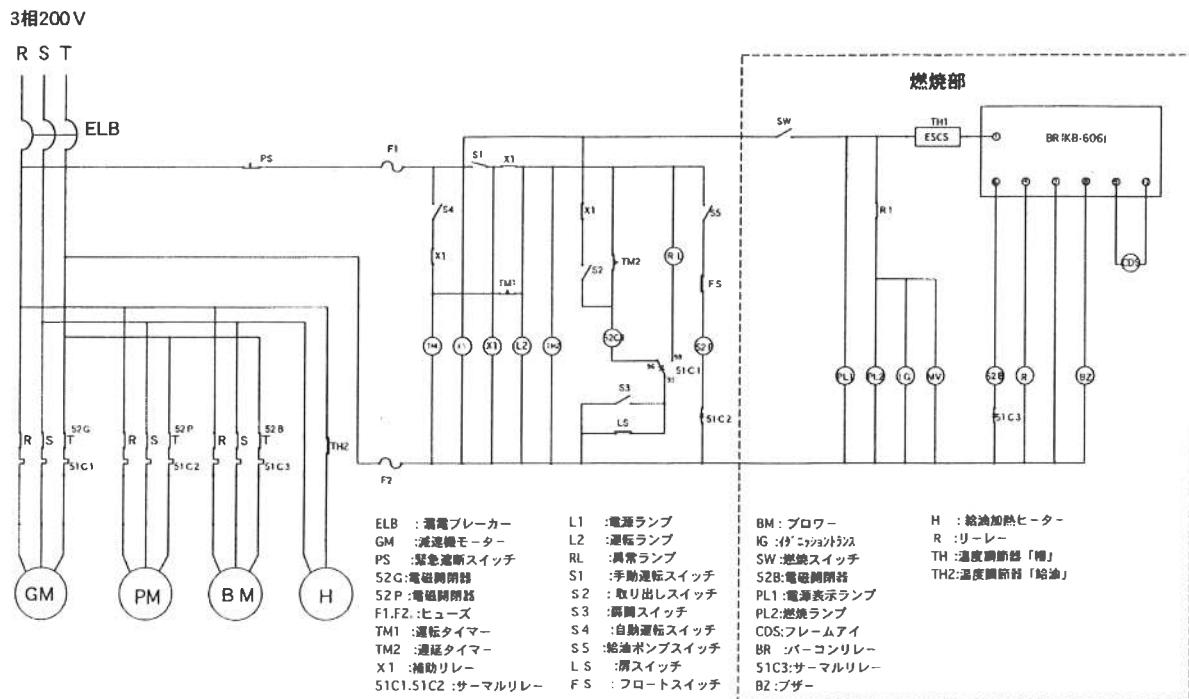 3相200V
R S T
ELB
PS
F1
S1
X1
SW
燃焼部
TH1
ESCS
BR:KB-606
S4
X1
TM1
X1
S2
TM2
RL
S5
FS
R1
CDS
TM
X1
L2
TH2
S3
LS
51C1
51C2
PL1
PL2
IG
MV
52B
R
BZ
51C3
R S T
52G
51C1
R S T
52P
51C2
R S T
52B
51C3
TH2
F2
GM
PM
BM
H
ELB :漏電ブレーカー
GM :減速機モーター
PS :緊急遮断スイッチ
52G:電磁開閉器
52P:電磁開閉器
F1.F2.:ヒューズ
TM1 :運転タイマー
TM2 :遅延タイマー
X1 :補助リレー
51C1.51C2 :サーマルリレー
L1 :電源ランプ
L2 :運転ランプ
RL :異常ランプ
S1 :手動運転スイッチ
S2 :取り出しスイッチ
S3 :扉開スイッチ
S4 :自動運転スイッチ
S5 :給油ポンプスイッチ
LS :扉スイッチ
FS :フロートスイッチ
BM:ブロワー
IG:イグニッショントランス
SW:燃焼スイッチ
52B:電磁開閉器
PL1:電源表示ランプ
PL2:燃焼ランプ
CDS:フレームアイ
BR :バーコンリレー
51C3:サーマルリレー
BZ:ブザー
H :給油加熱ヒーター
R :リーレー
TH :温度調節器「槽」
TH2:温度調節器「給油」